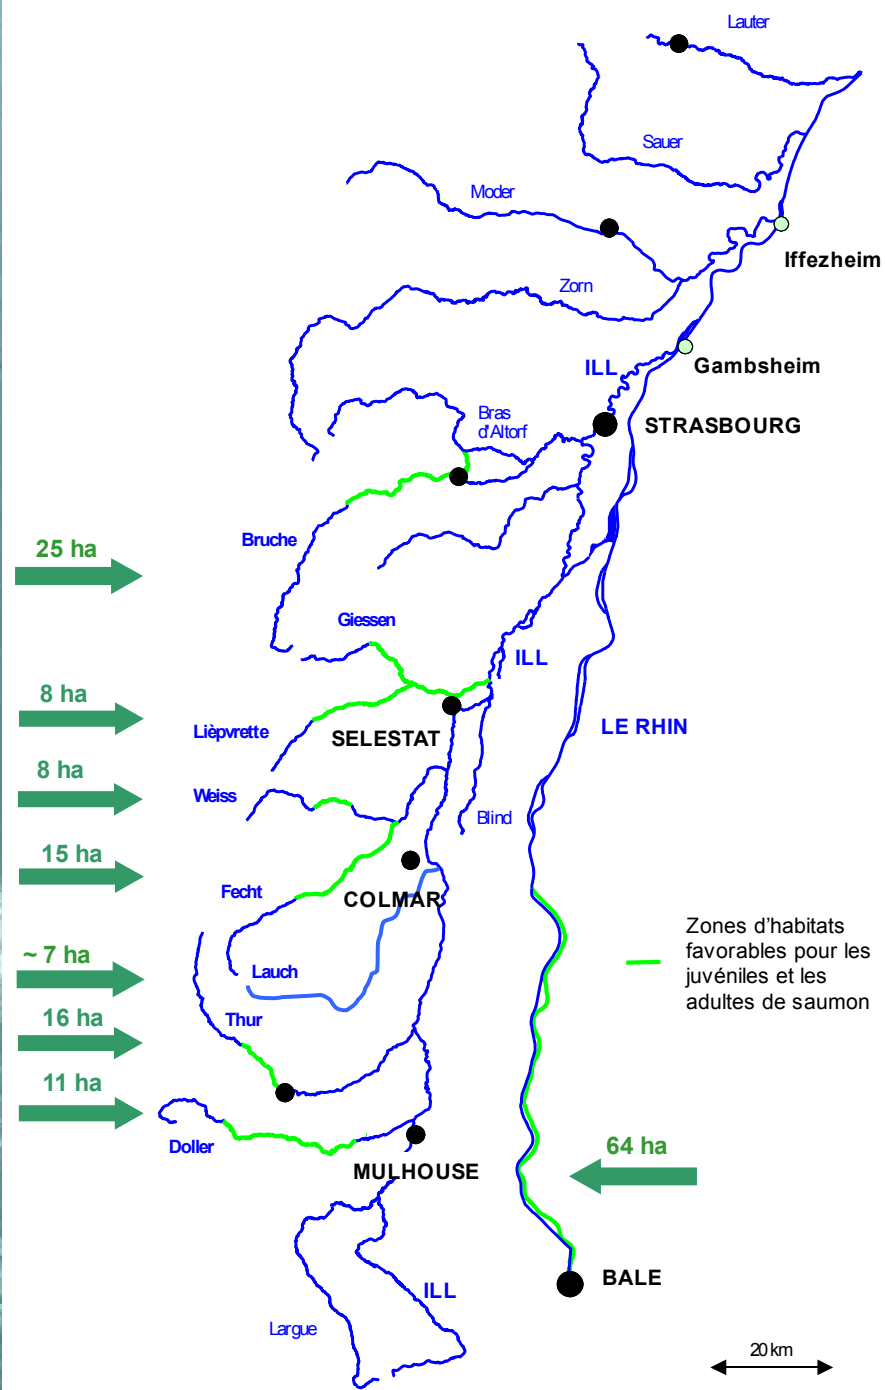 Lauter
Sauer
Moder
Iffezheim
Zorn
ILL
Gambsheim
Bras
d'Altorf
STRASBOURG
Bruche
25 ha
Giessen
ILL
8 ha
Lièpvrette
SELESTAT
LE RHIN
8 ha
Weiss
Blind
15 ha
Fecht
COLMAR
Zones d'habitats
favorables pour les
juvéniles et les
adultes de saumon
~ 7 ha
Lauch
16 ha
Thur
11 ha
Doller
MULHOUSE
64 ha
BALE
ILL
Largue
20 km